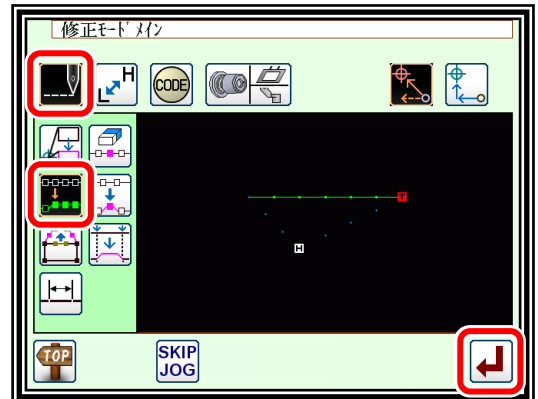 修正ﾓｰﾄﾞ ﾒｲﾝ
L H
CODE
T
H
TOP
SKIP
JOG